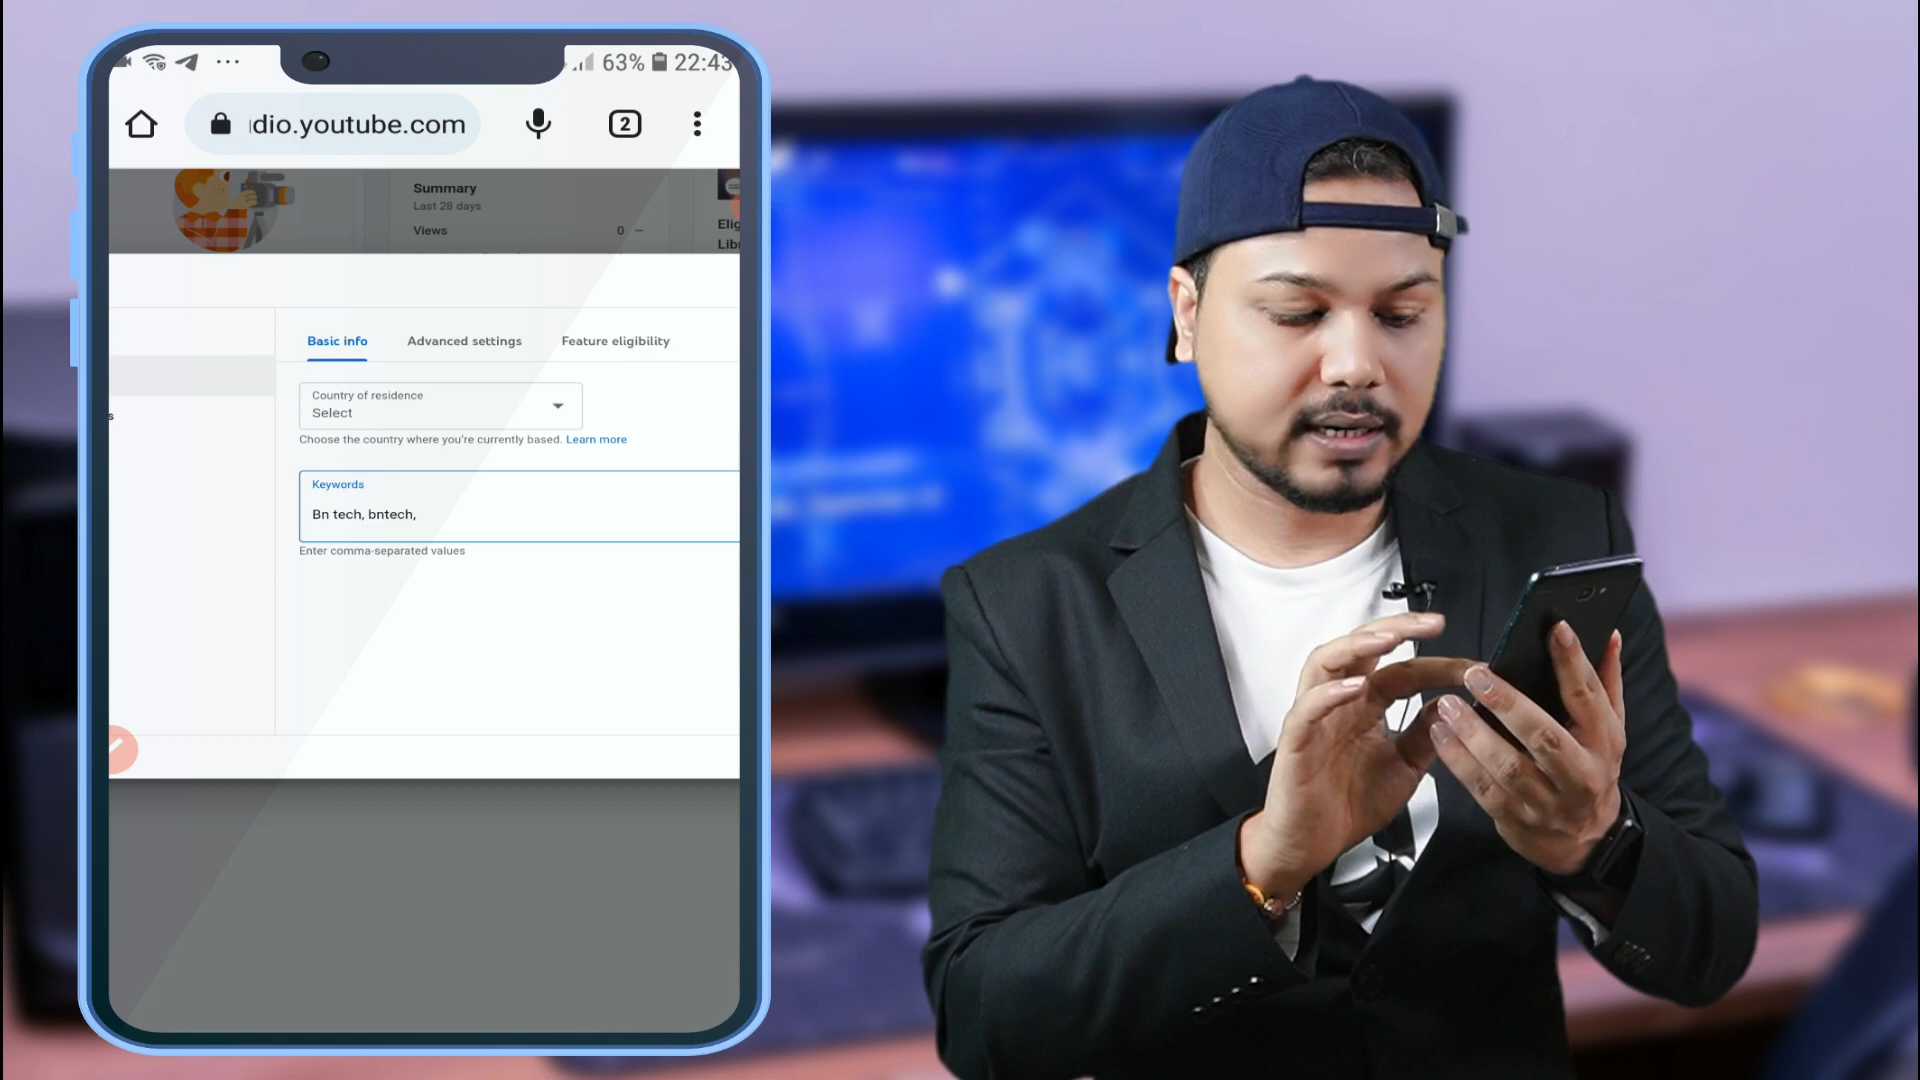 63% 22:43
dio.youtube.com
2
Summary
Last 28 days
Views 0 —
Elig
Libr
Basic info Advanced settings Feature eligibility
Country of residence
Select
Choose the country where you're currently based. Learn more
s
Keywords
Bn tech, bntech,
Enter comma-separated values